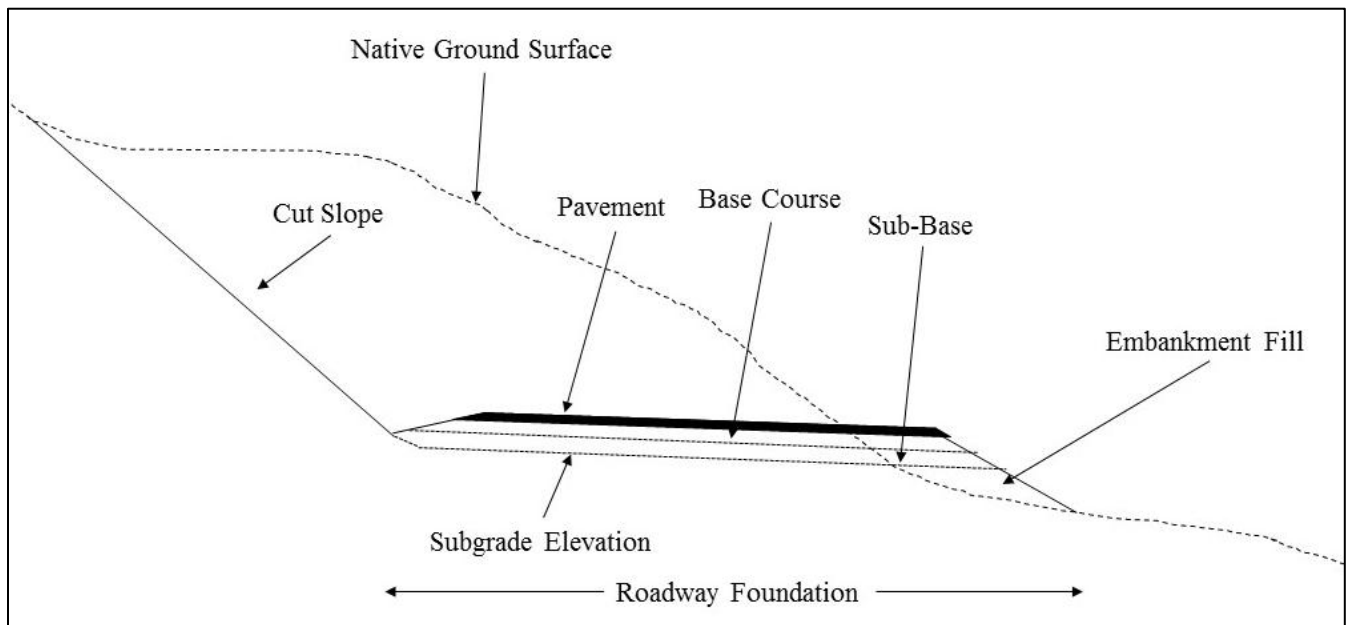 Native Ground Surface
Cut Slope
Pavement
Base Course
Sub-Base
Embankment Fill
Subgrade Elevation
Roadway Foundation